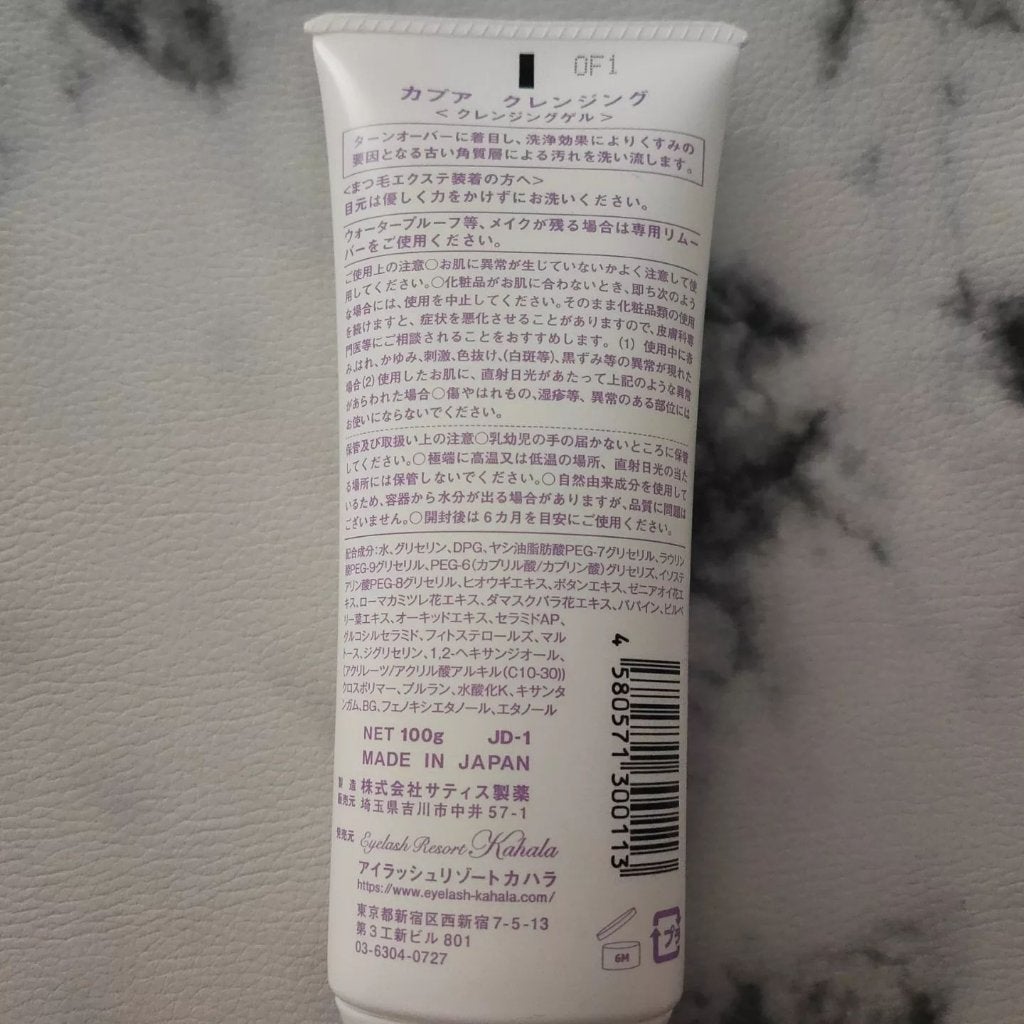 0F1
カプア クレンジング
<クレンジングゲル>
ターンオーバーに着目し、洗浄効果によりくすみの
要因となる古い角質層による汚れを洗い流します。
<まつ毛エクステ装着の方へ>
目元は優しく力をかけずにお洗いください。
ウォータープルーフ等、メイクが残る場合は専用リムー
バーをご使用ください。
ご使用上の注意○お肌に異常が生じていないかよく注意して使
用してください。○化粧品がお肌に合わないとき、即ち次のよう
な場合には、使用を中止してください。そのまま化粧品類の使用
を続けますと、症状を悪化させることがありますので、皮膚科専
門医等にご相談されることをおすすめします。(1) 使用中に赤
み、はれ、かゆみ、刺激、色抜け、(白斑等)、黒ずみ等の異常が現れた
場合(2)使用したお肌に、直射日光があたって上記のような異常
があらわれた場合○傷やはれもの、湿疹等、異常のある部位には
お使いにならないでください。
保管及び取扱い上の注意○乳幼児の手の届かないところに保管
してください。○極端に高温又は低温の場所、直射日光の当た
る場所には保管しないでください。○自然由来成分を使用して
いるため、容器から水分が出る場合がありますが、品質に問題は
ございません。○開封後は6カ月を目安にご使用ください。
配合成分:水、グリセリン、DPG、ヤシ油脂肪酸PEG-7グリセリル、ラウリン
酸PEG-9グリセリル、PEG-6(カプリル酸/カプリン酸)グリセリズ、イソステ
アリン酸PEG-8グリセリル、ヒオウギエキス、ボタンエキス、ゼニアオイ花エ
キス、ローマカミツレ花エキス、ダマスクバラ花エキス、パパイン、ビルベ
リー葉エキス、オーキッドエキス、セラミドAP、
グルコシルセラミド、フィトステロールズ、マル
トース、ジグリセリン、1,2-ヘキサンジオール、
(アクリレーツ/アクリル酸アルキル(C10-30))
クロスポリマー、プルラン、水酸化K、キサンタ
ンガム、BG、フェノキシエタノール、エタノール
NET 100g JD-1
MADE IN JAPAN
製造販売元 株式会社サティス製薬
埼玉県吉川市中井57-1
発売元 Eyelash Resort Kahala
アイラッシュリゾートカハラ
https://www.eyelash-kahala.com/
東京都新宿区西新宿7-5-13
第3工新ビル801
03-6304-0727
4 580571 300113
6M
プラ